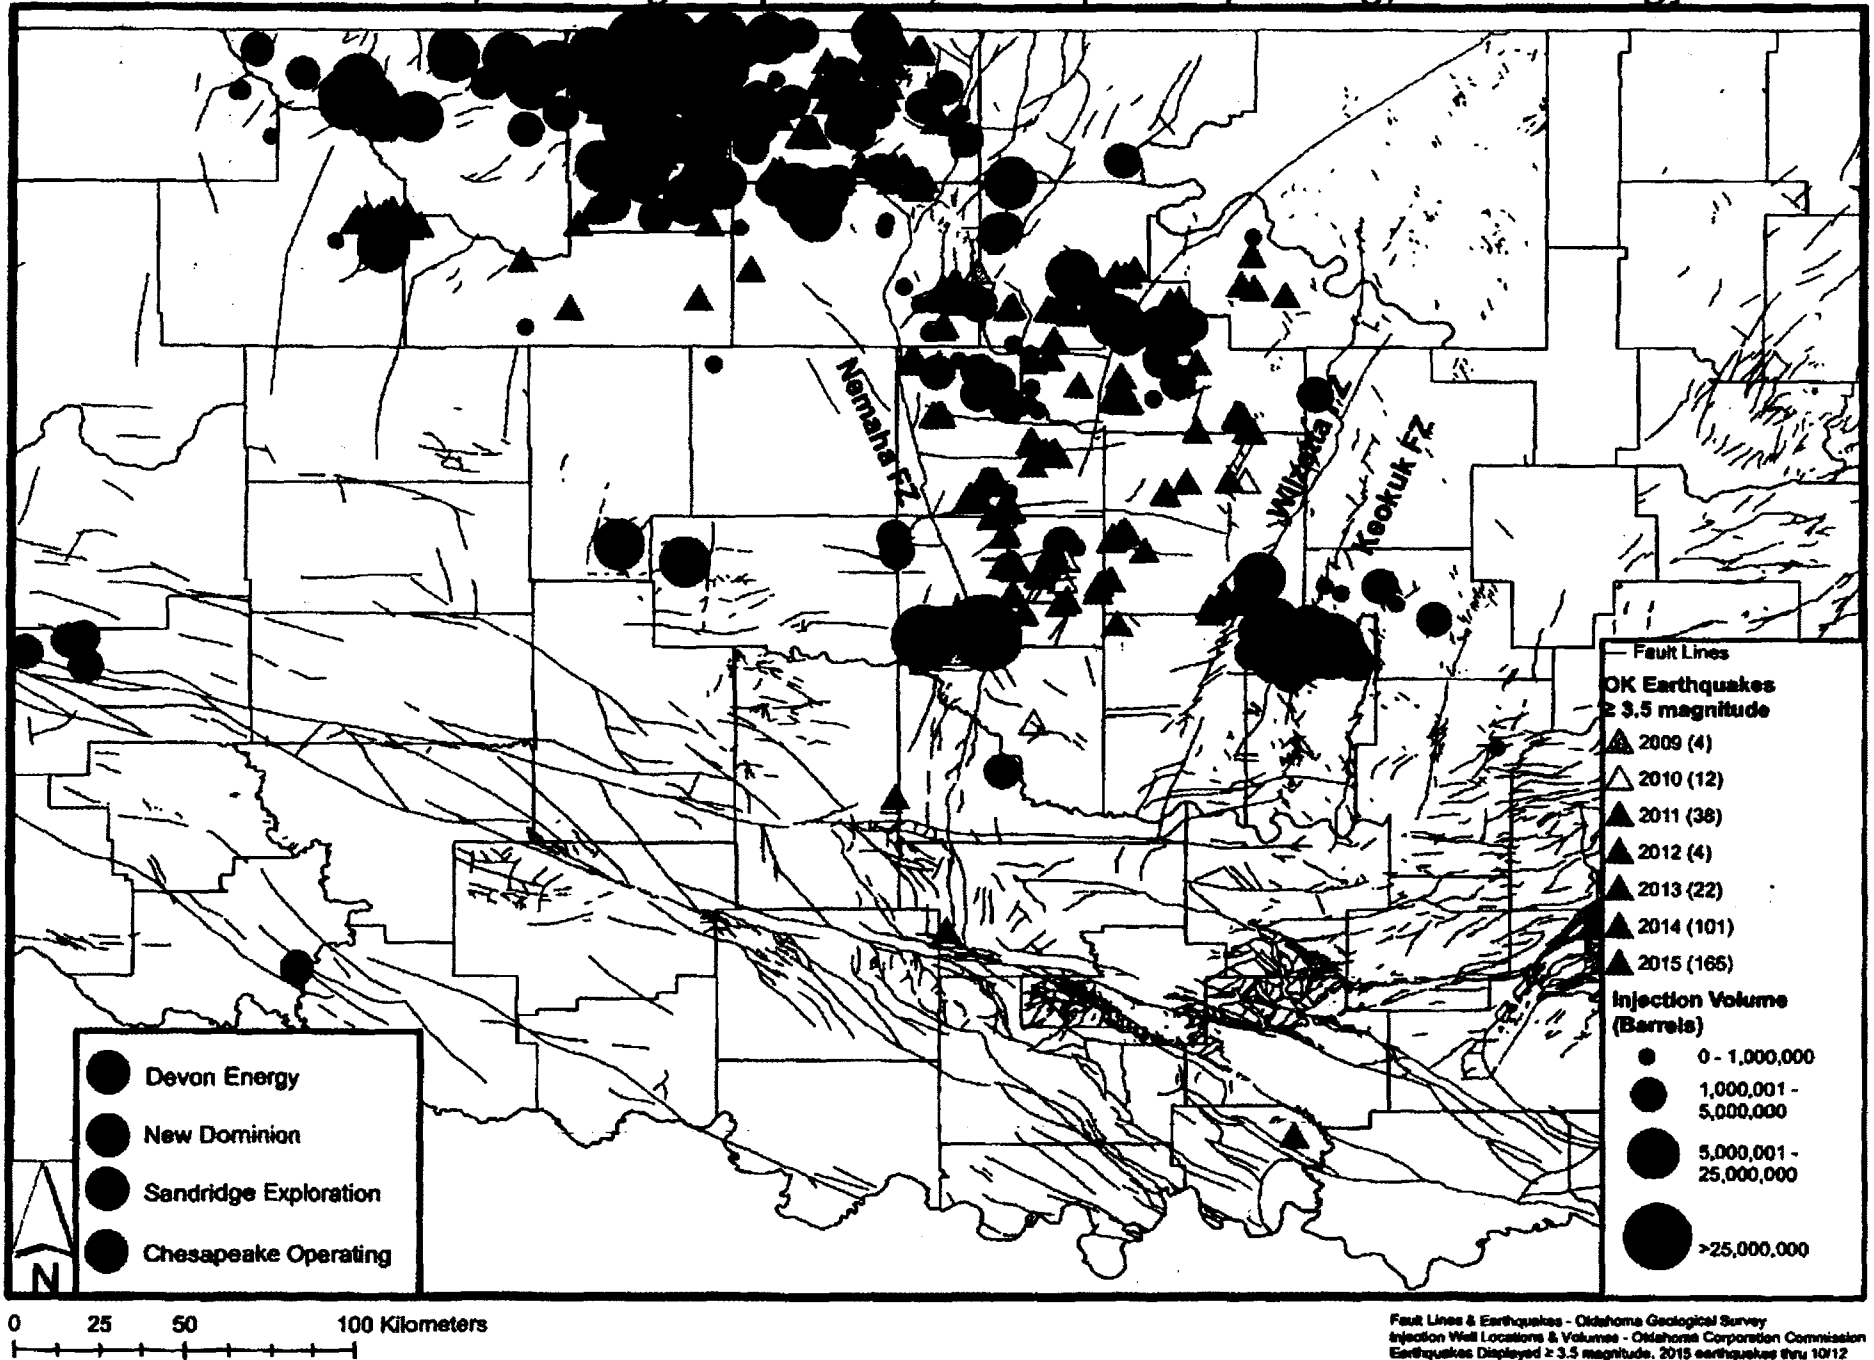 Nemaha FZ
Wilzetta FZ
Keokuk FZ
Fault Lines
OK Earthquakes
≥ 3.5 magnitude
2009 (4)
2010 (12)
2011 (38)
2012 (4)
2013 (22)
2014 (101)
2015 (165)
Injection Volume
(Barrels)
0 - 1,000,000
1,000,001 -
5,000,000
5,000,001 -
25,000,000
>25,000,000
Devon Energy
New Dominion
Sandridge Exploration
Chesapeake Operating
N
0 25 50 100 Kilometers
Fault Lines & Earthquakes - Oklahoma Geological Survey
Injection Well Locations & Volumes - Oklahoma Corporation Commission
Earthquakes Displayed ≥ 3.5 magnitude, 2015 earthquakes thru 10/12